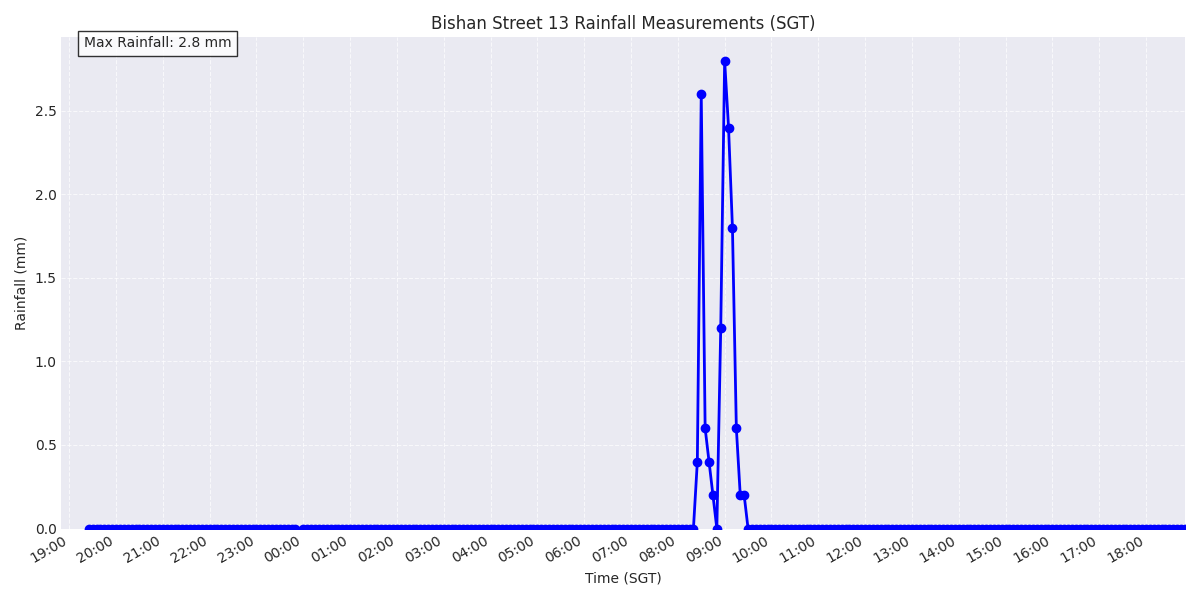 Bishan Street 13 Rainfall Measurements (SGT)
Max Rainfall: 2.8 mm
Rainfall (mm)
2.5
2.0
1.5
1.0
0.5
0.0
19:00 20:00 21:00 22:00 23:00 00:00 01:00 02:00 03:00 04:00 05:00 06:00 07:00 08:00 09:00 10:00 11:00 12:00 13:00 14:00 15:00 16:00 17:00 18:00
Time (SGT)